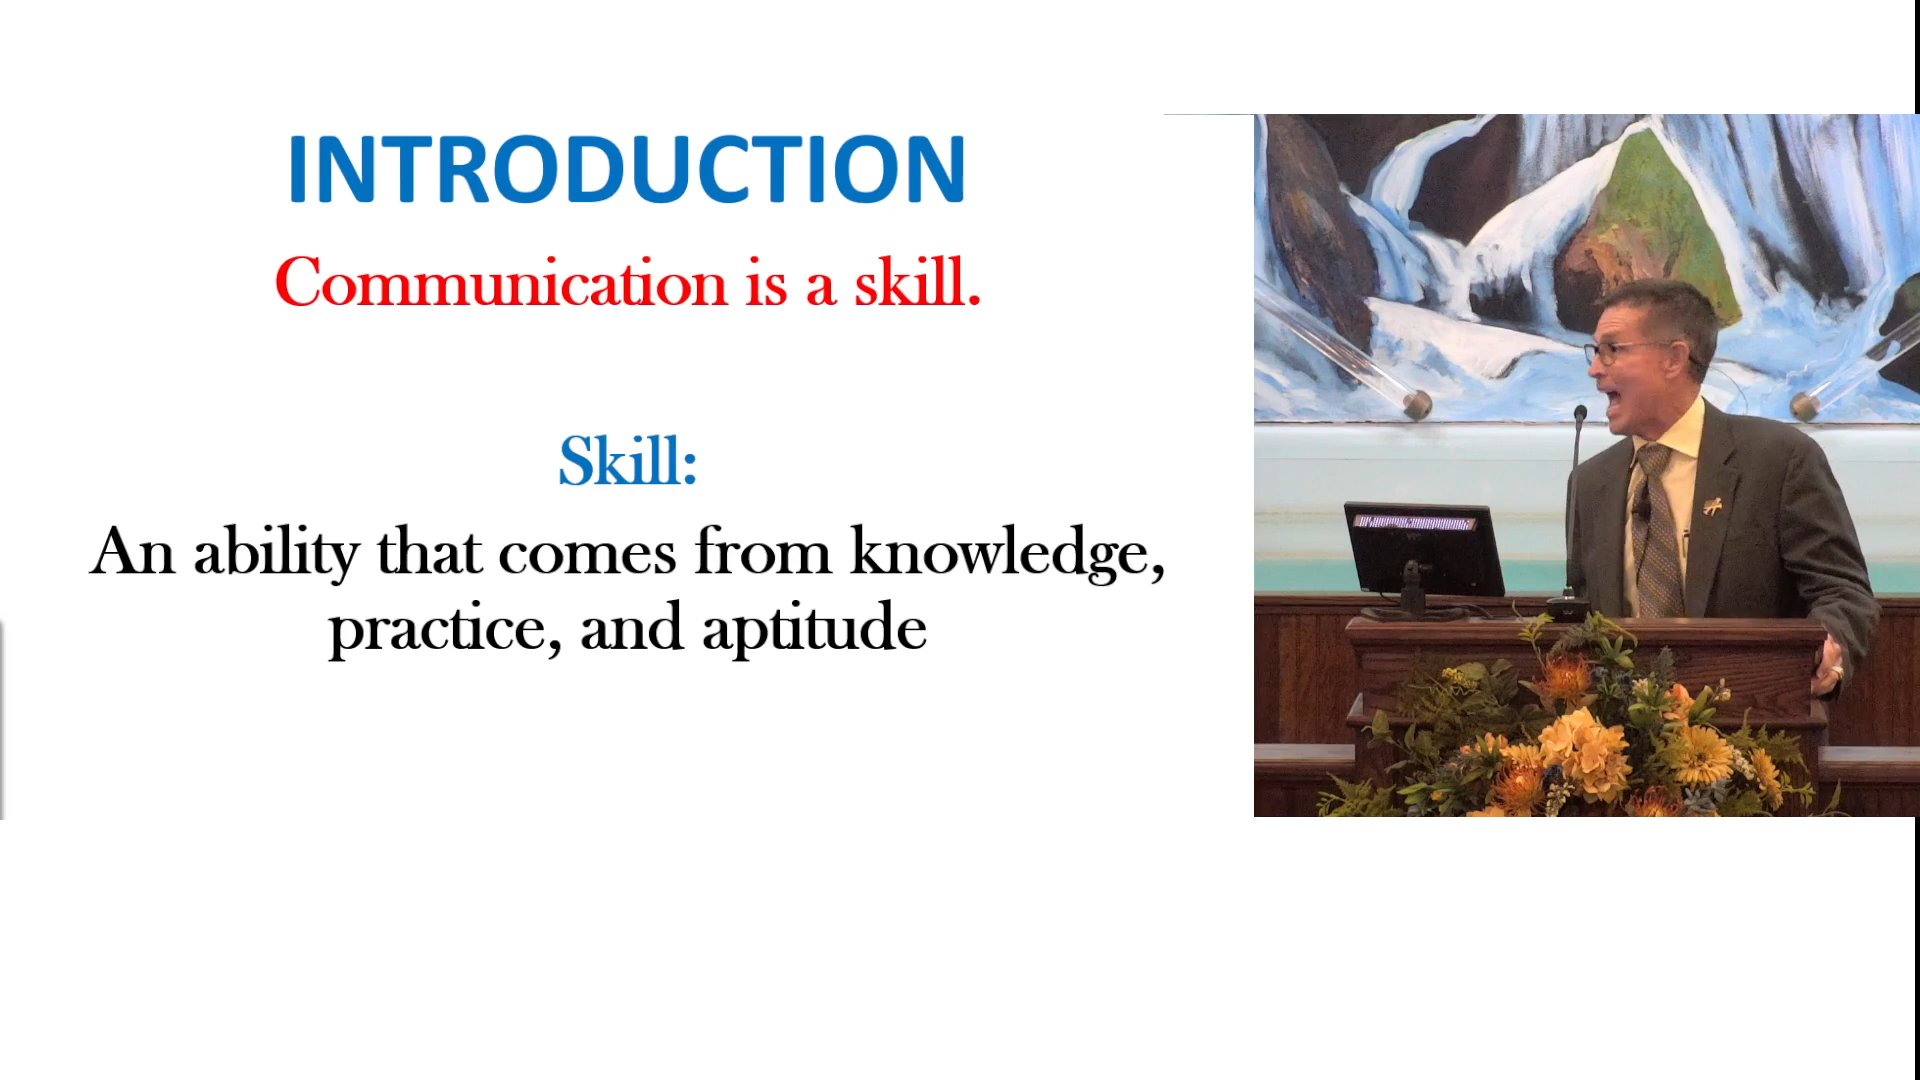 INTRODUCTION
Communication is a skill.
Skill:
An ability that comes from knowledge,
practice, and aptitude